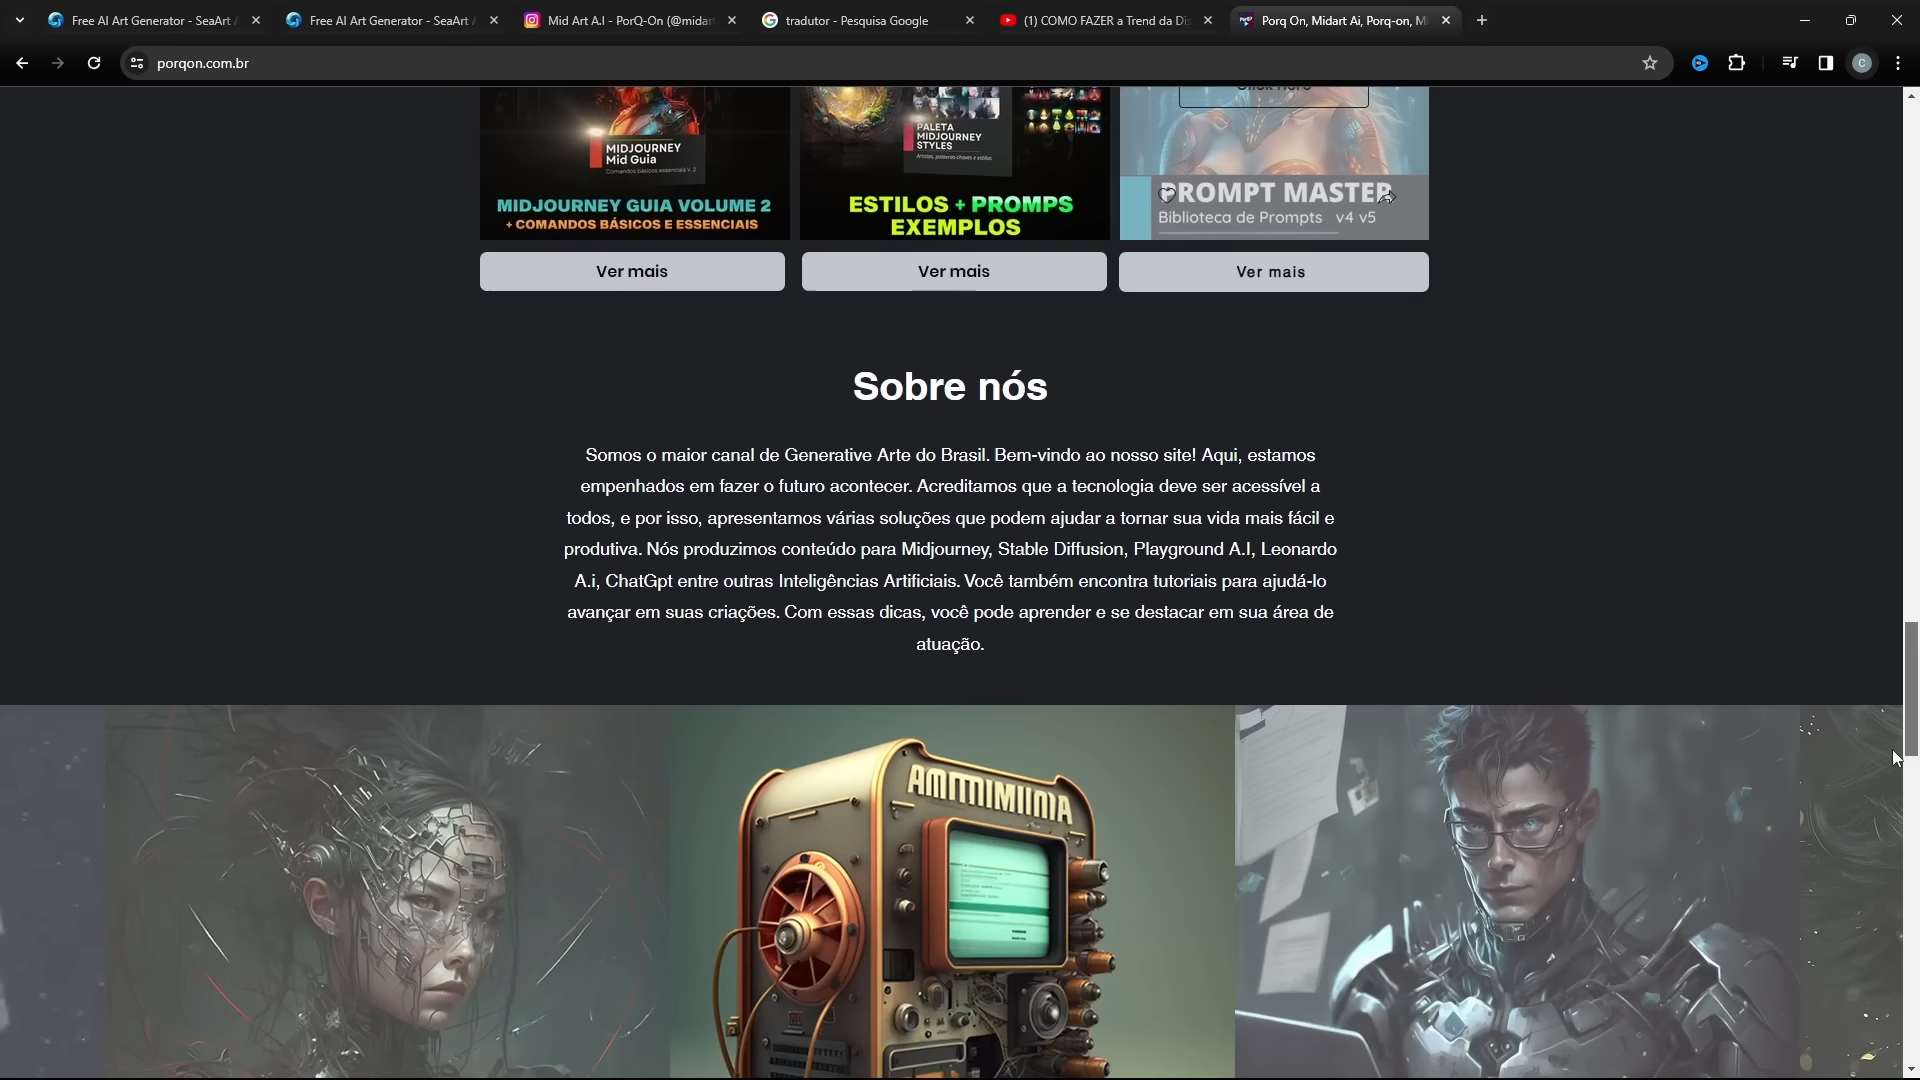 Free AI Art Generator - SeaArt
Free AI Art Generator - SeaArt
Mid Art A.I - PorQ-On (@midar
tradutor - Pesquisa Google
(1) COMO FAZER a Trend da Dis
Porq On, Midart Ai, Porq-on, Mi
porqon.com.br
C
Click here
MIDJOURNEY
Mid Guia
Comandos básicos essenciais V. 2
MIDJOURNEY GUIA VOLUME 2
+ COMANDOS BÁSICOS E ESSENCIAIS
PALETA
MIDJOURNEY
STYLES
Artistas, palavras-chaves e estilos
ESTILOS + PROMPS
EXEMPLOS
PROMPT MASTER
Biblioteca de Prompts v4 v5
Ver mais
Ver mais
Ver mais
Sobre nós
Somos o maior canal de Generative Arte do Brasil. Bem-vindo ao nosso site! Aqui, estamos
empenhados em fazer o futuro acontecer. Acreditamos que a tecnologia deve ser acessível a
todos, e por isso, apresentamos várias soluções que podem ajudar a tornar sua vida mais fácil e
produtiva. Nós produzimos conteúdo para Midjourney, Stable Diffusion, Playground A.I, Leonardo
A.i, ChatGpt entre outras Inteligências Artificiais. Você também encontra tutoriais para ajudá-lo
avançar em suas criações. Com essas dicas, você pode aprender e se destacar em sua área de
atuação.